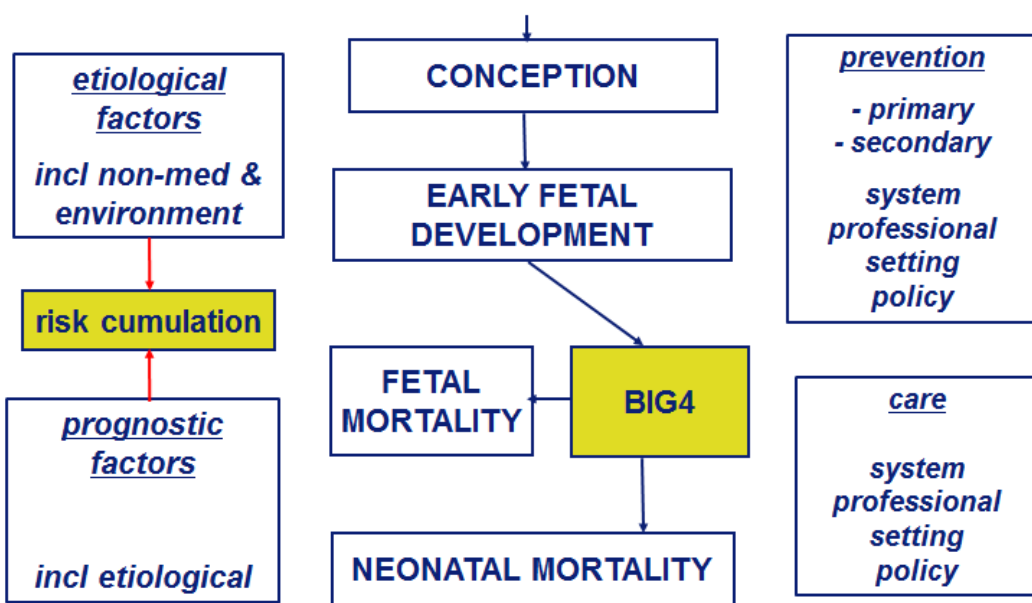 etiological
factors
incl non-med &
environment
risk cumulation
prognostic
factors
incl etiological
CONCEPTION
EARLY FETAL
DEVELOPMENT
FETAL
MORTALITY
BIG4
NEONATAL MORTALITY
prevention
- primary
- secondary
system
professional
setting
policy
care
system
professional
setting
policy